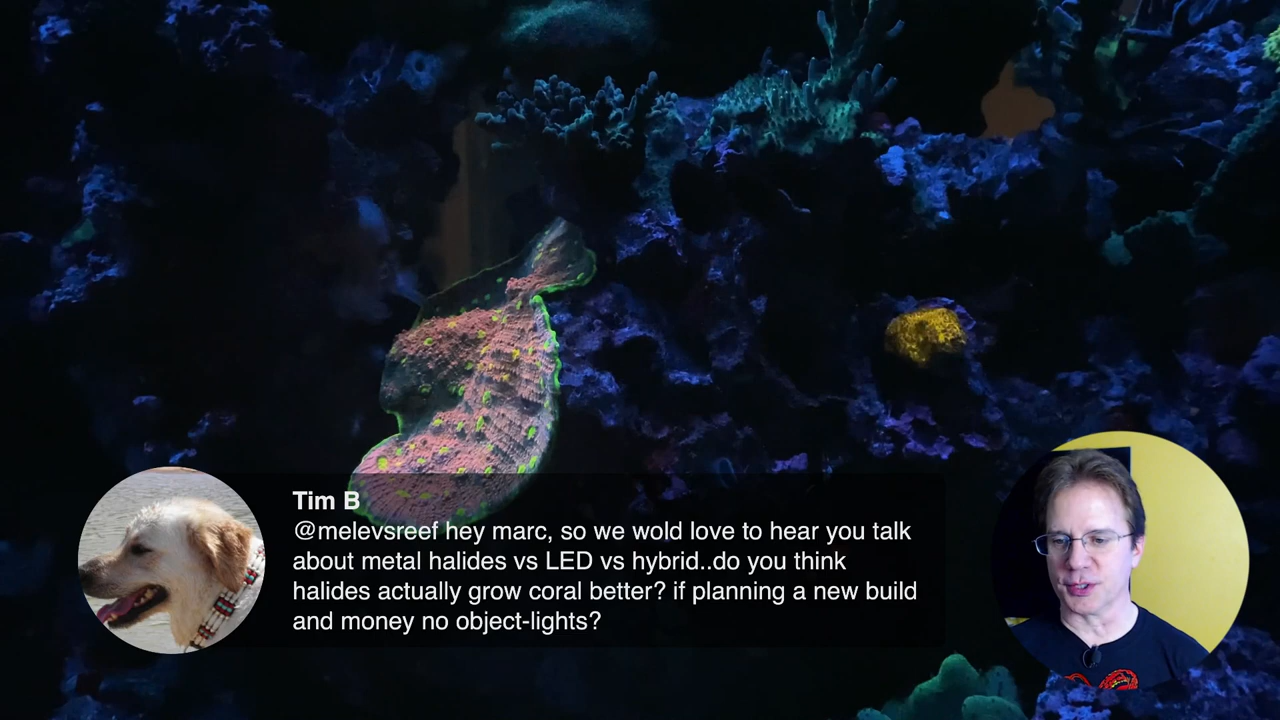 Tim B
@melevsreef hey marc, so we wold love to hear you talk
about metal halides vs LED vs hybrid..do you think
halides actually grow coral better? if planning a new build
and money no object-lights?